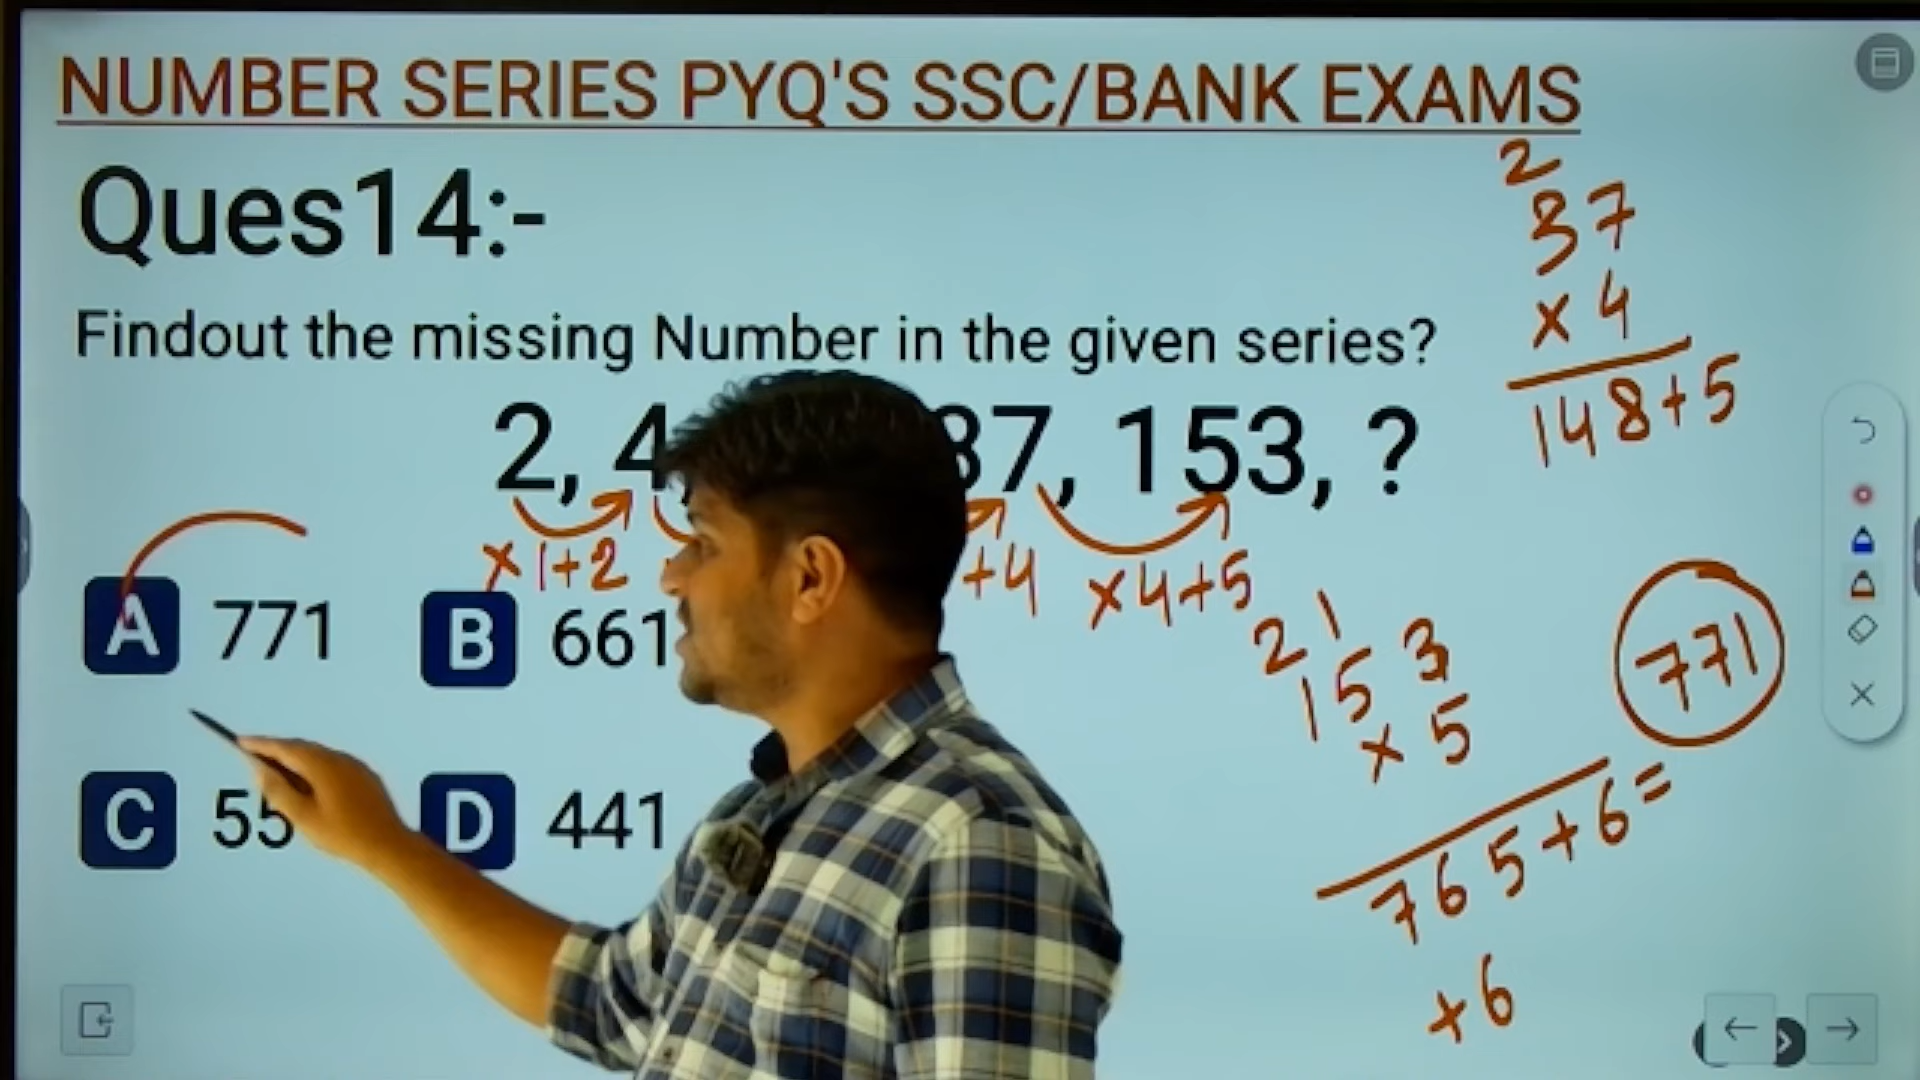 NUMBER SERIES PYQ'S SSC/BANK EXAMS
Ques14:-
Findout the missing Number in the given series?
2, 4, 37, 153, ?
×1+2 +4 ×4+5
A 771 B 661
C 55 D 441
2
37
×4
148+5
2 1
153
×5
765+6=
+6
771